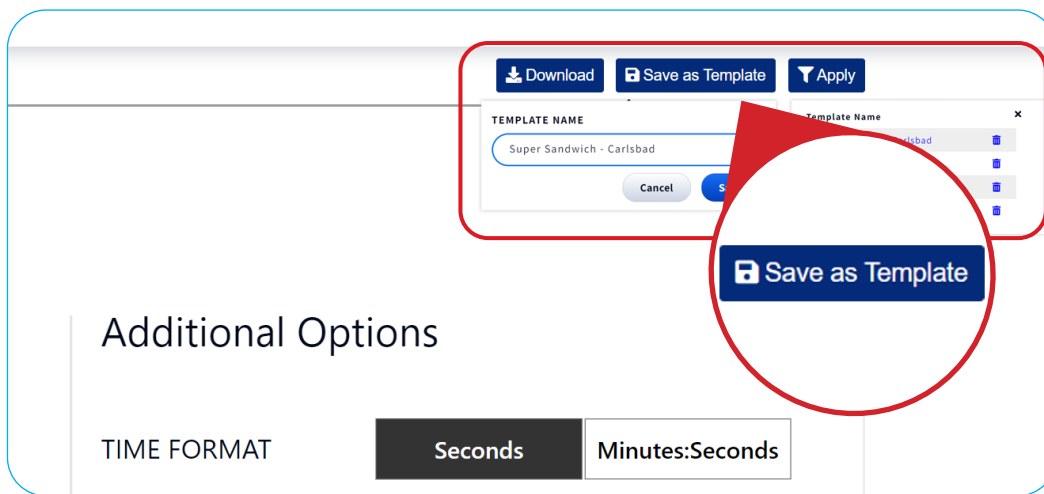 Download Save as Template Apply
TEMPLATE NAME
Super Sandwich - Carlsbad
Cancel
Template Name ×
Save as Template
Additional Options
TIME FORMAT Seconds Minutes:Seconds